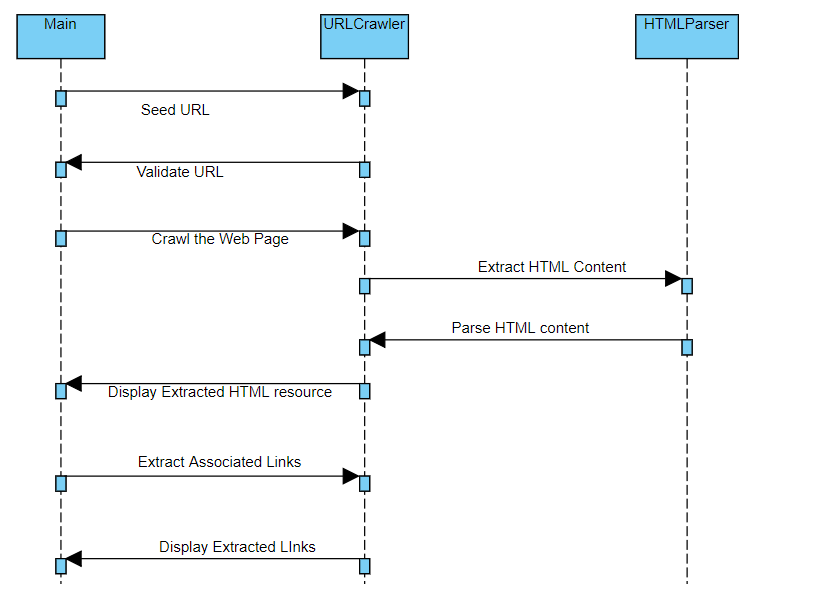 Main
URLCrawler
HTMLParser
Seed URL
Validate URL
Crawl the Web Page
Extract HTML Content
Parse HTML content
Display Extracted HTML resource
Extract Associated Links
Display Extracted LInks